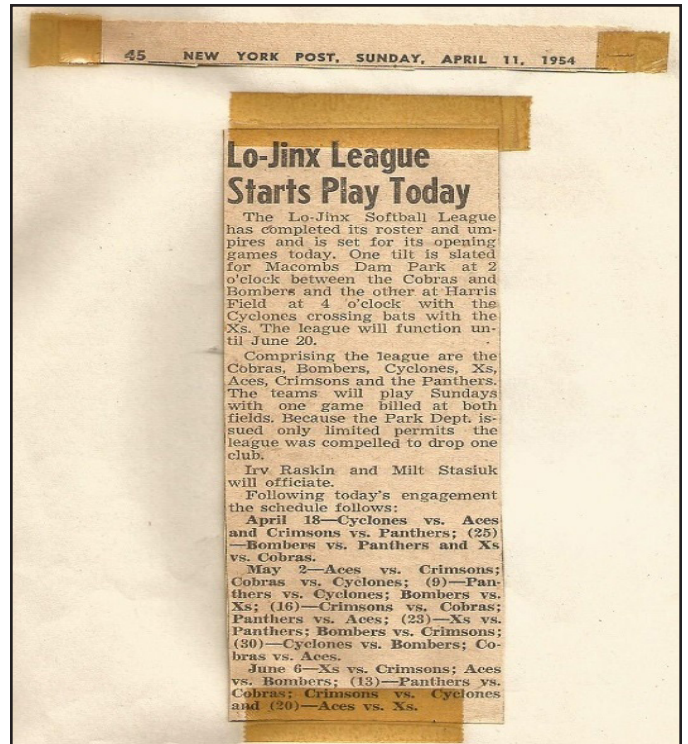 45 NEW YORK POST, SUNDAY, APRIL 11, 1954
Lo-Jinx League
Starts Play Today
The Lo-Jinx Softball League
has completed its roster and um-
pires and is set for its opening
games today. One tilt is slated
for Macombs Dam Park at 2
o'clock between the Cobras and
Bombers and the other at Harris
Field at 4 o'clock with the
Cyclones crossing bats with the
Xs. The league will function un-
til June 20.
Comprising the league are the
Cobras, Bombers, Cyclones, Xs,
Aces, Crimsons and the Panthers.
The teams will play Sundays
with one game billed at both
fields. Because the Park Dept. is-
sued only limited permits the
league was compelled to drop one
club.
Irv Raskin and Milt Stasiuk
will officiate.
Following today's engagement
the schedule follows:
April 18—Cyclones vs. Aces
and Crimsons vs. Panthers; (25)
—Bombers vs. Panthers and Xs
vs. Cobras.
May 2—Aces vs. Crimsons;
Cobras vs. Cyclones; (9)—Pan-
thers vs. Cyclones; Bombers vs.
Xs; (16)—Crimsons vs. Cobras;
Panthers vs. Aces; (23)—Xs vs.
Panthers; Bombers vs. Crimsons;
(30)—Cyclones vs. Bombers; Co-
bras vs. Aces.
June 6—Xs vs. Crimsons; Aces
vs. Bombers; (13)—Panthers vs.
Cobras; Crimsons vs. Cyclones
and (20)—Aces vs. Xs.